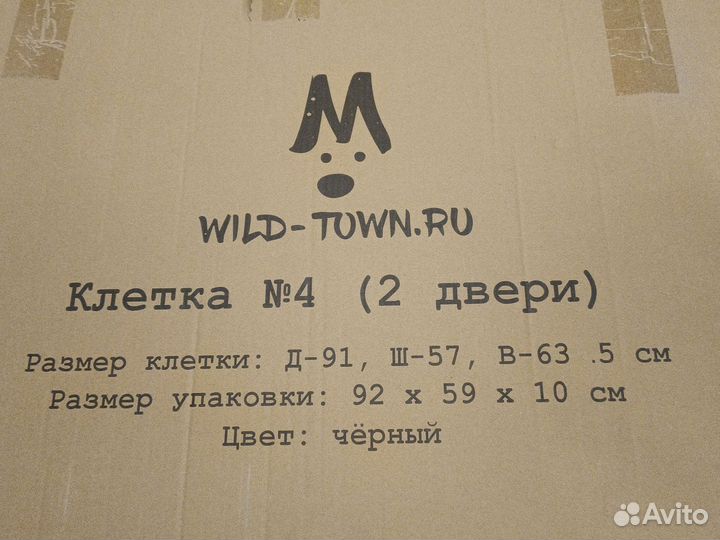 M
WILD-TOWN.RU
Клетка №4 (2 двери)
Размер клетки: Д-91, Ш-57, В-63 .5 см
Размер упаковки: 92 х 59 х 10 см
Цвет: чёрный
Avito